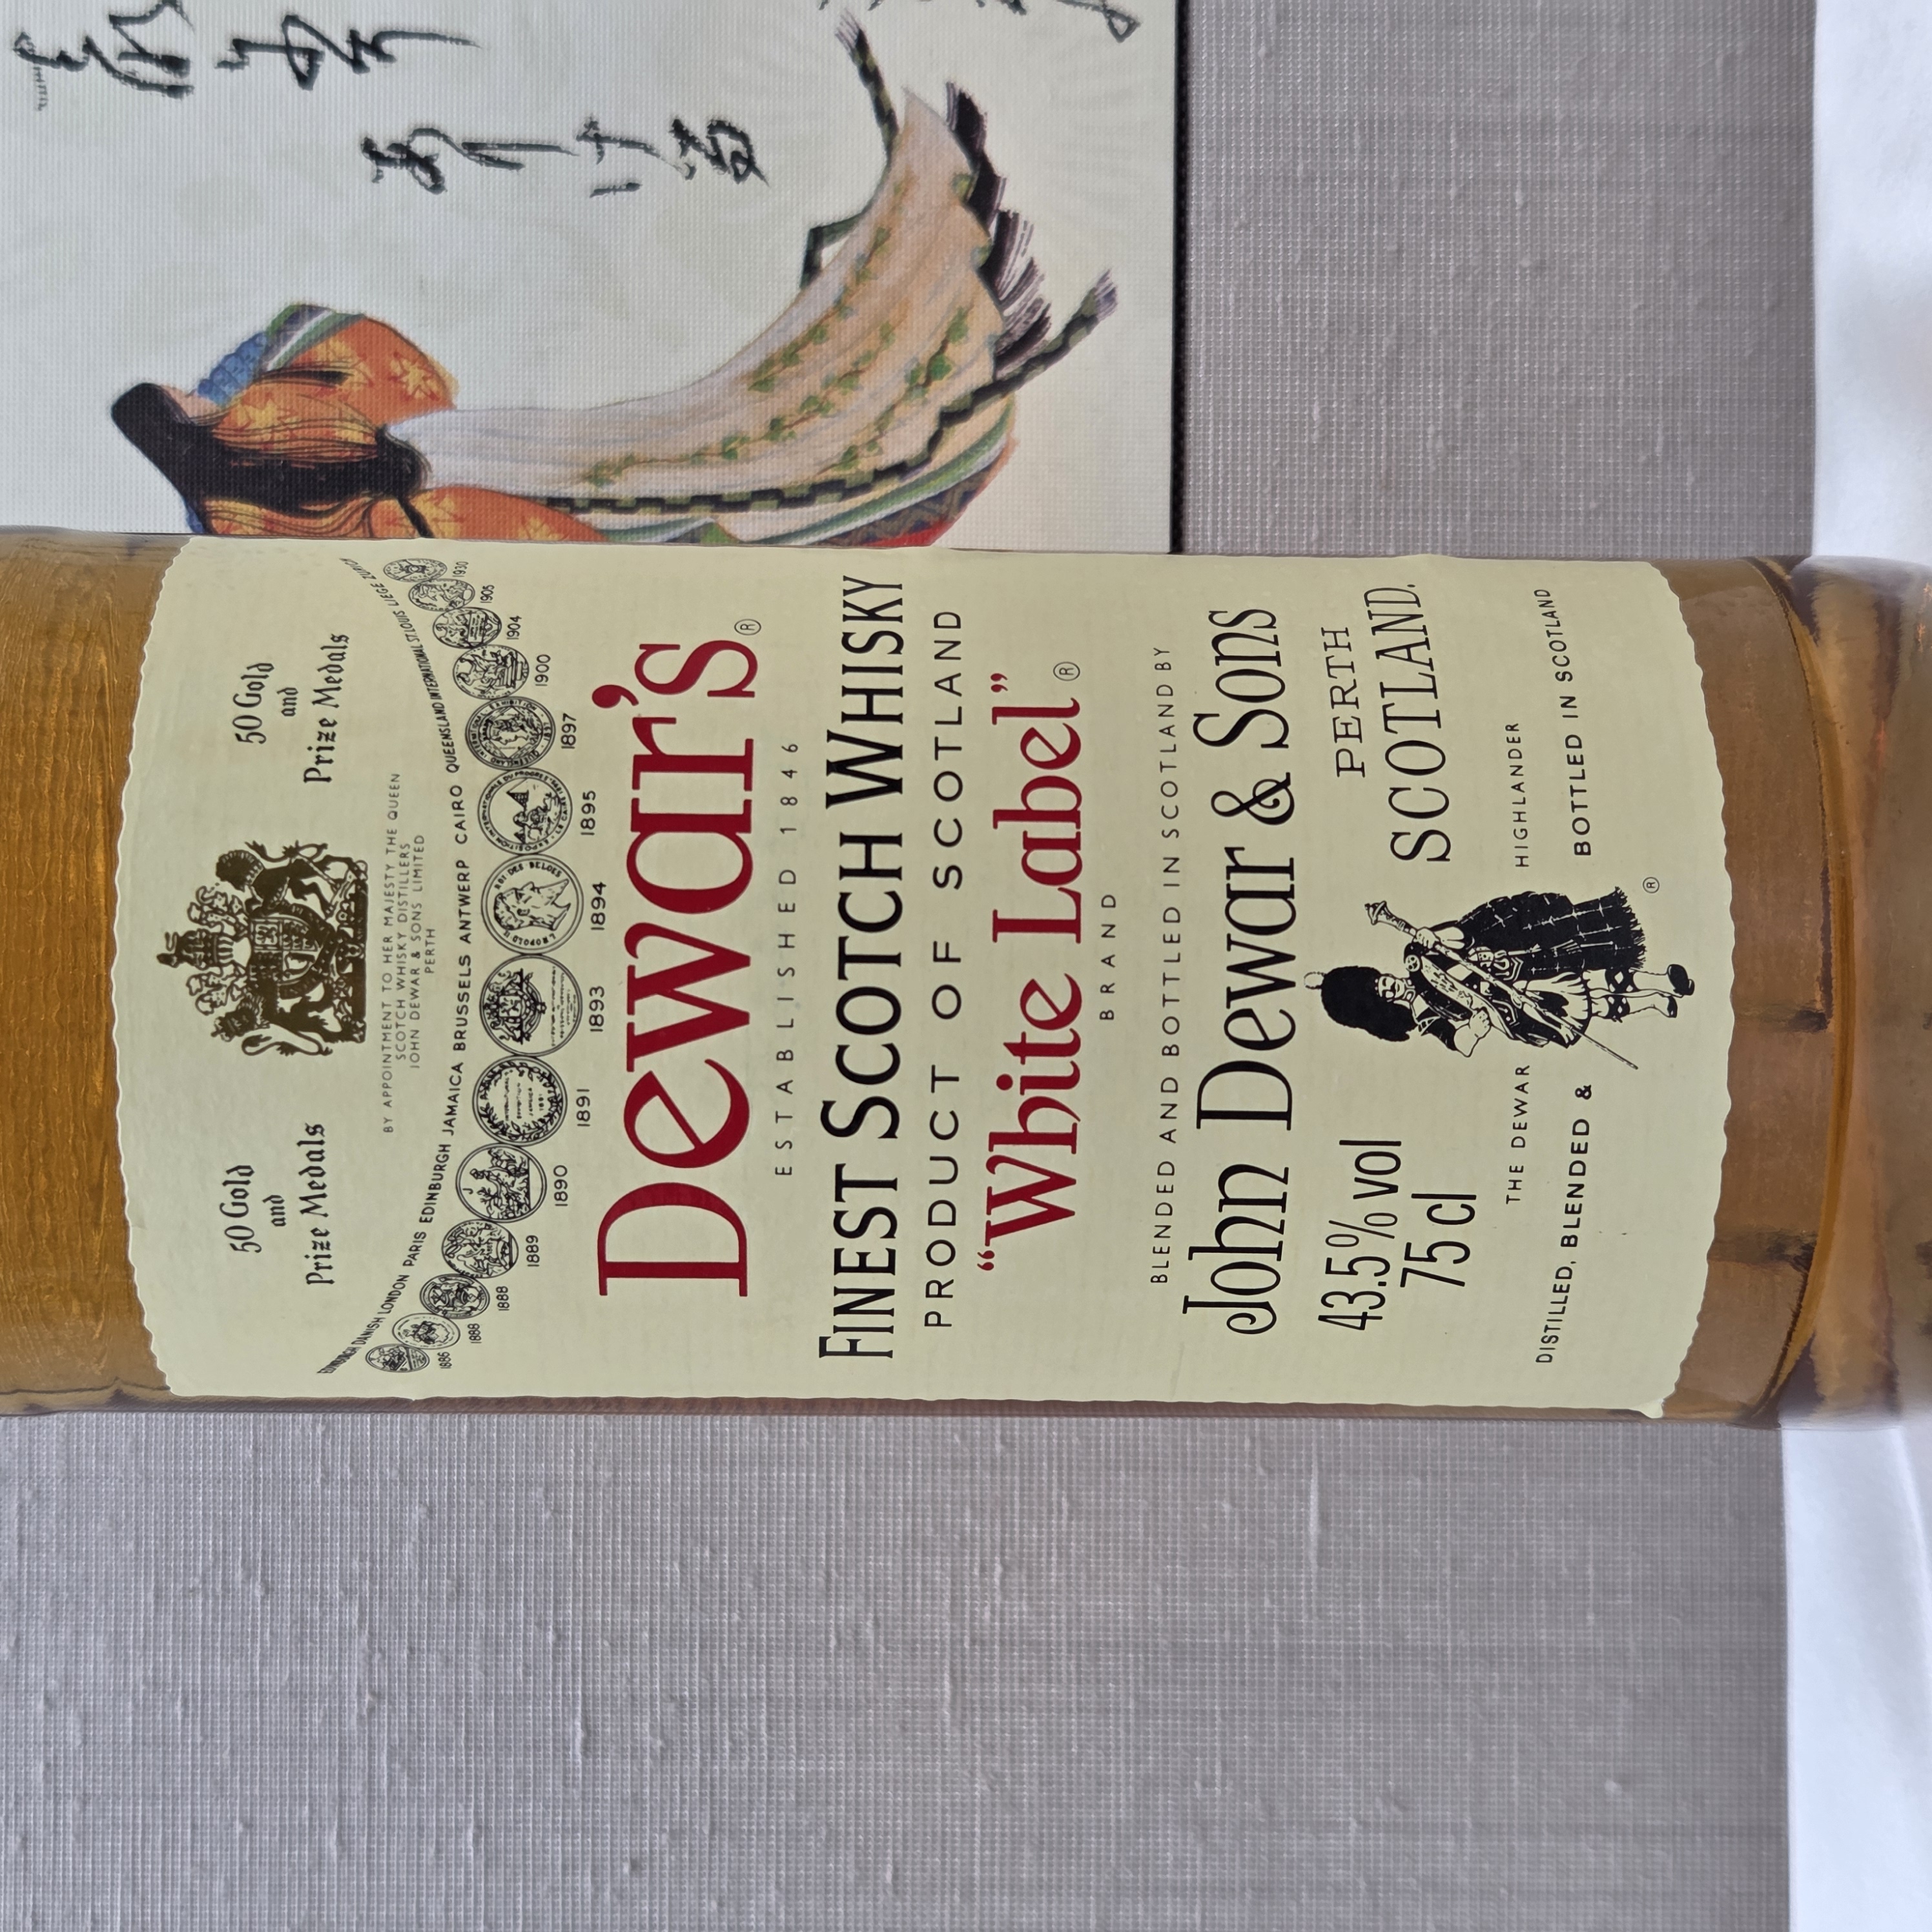 50 Gold
and
Prize Medals
50 Gold
and
Prize Medals
BY APPOINTMENT TO HER MAJESTY THE QUEEN
SCOTCH WHISKY DISTILLERS
JOHN DEWAR & SONS LIMITED
PERTH
EDINBURGH DANISH LONDON PARIS EDINBURGH JAMAICA BRUSSELS ANTWERP CAIRO QUEENSLAND INTERNATIONAL ST. LOUIS LIEGE ZURICH
1886 1888 1888 1889 1890 1891 1893 1894 1895 1897 1900 1904 1905 1930
Dewar's®
ESTABLISHED 1846
FINEST SCOTCH WHISKY
PRODUCT OF SCOTLAND
“White Label”®
BRAND
BLENDED AND BOTTLED IN SCOTLAND BY
John Dewar & Sons
43.5% vol
75 cl
PERTH
SCOTLAND.
THE DEWAR HIGHLANDER
DISTILLED, BLENDED & BOTTLED IN SCOTLAND
®